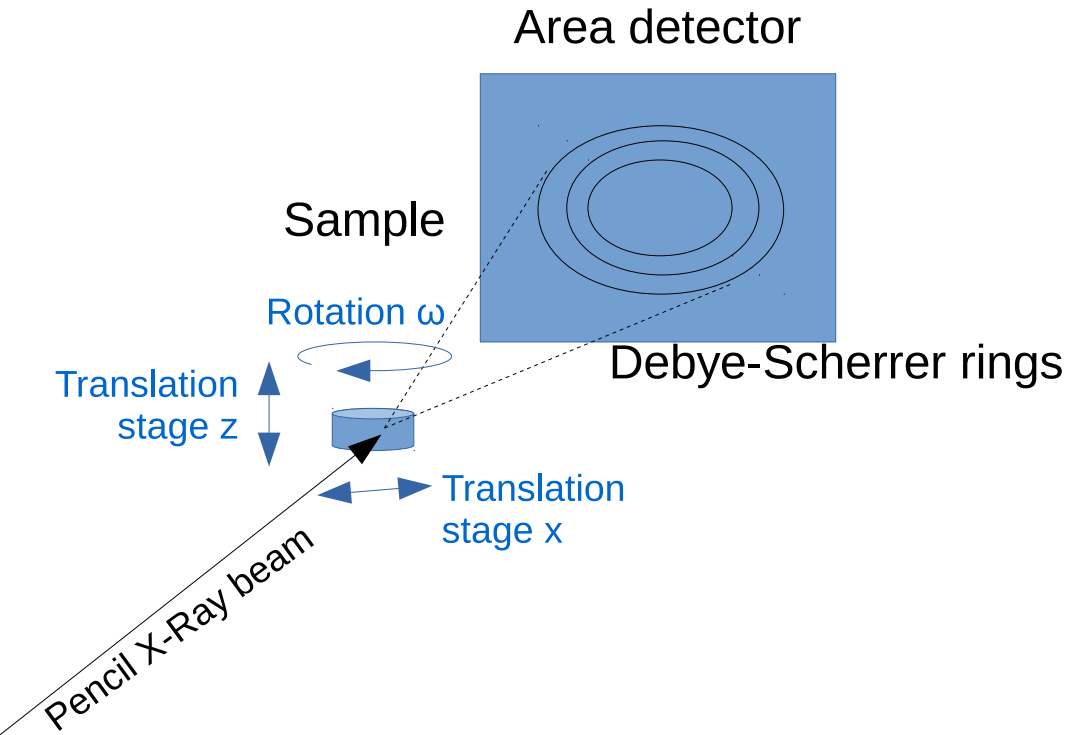 Area detector
Sample
Rotation ω
Translation
stage z
Debye-Scherrer rings
Translation
stage x
Pencil X-Ray beam